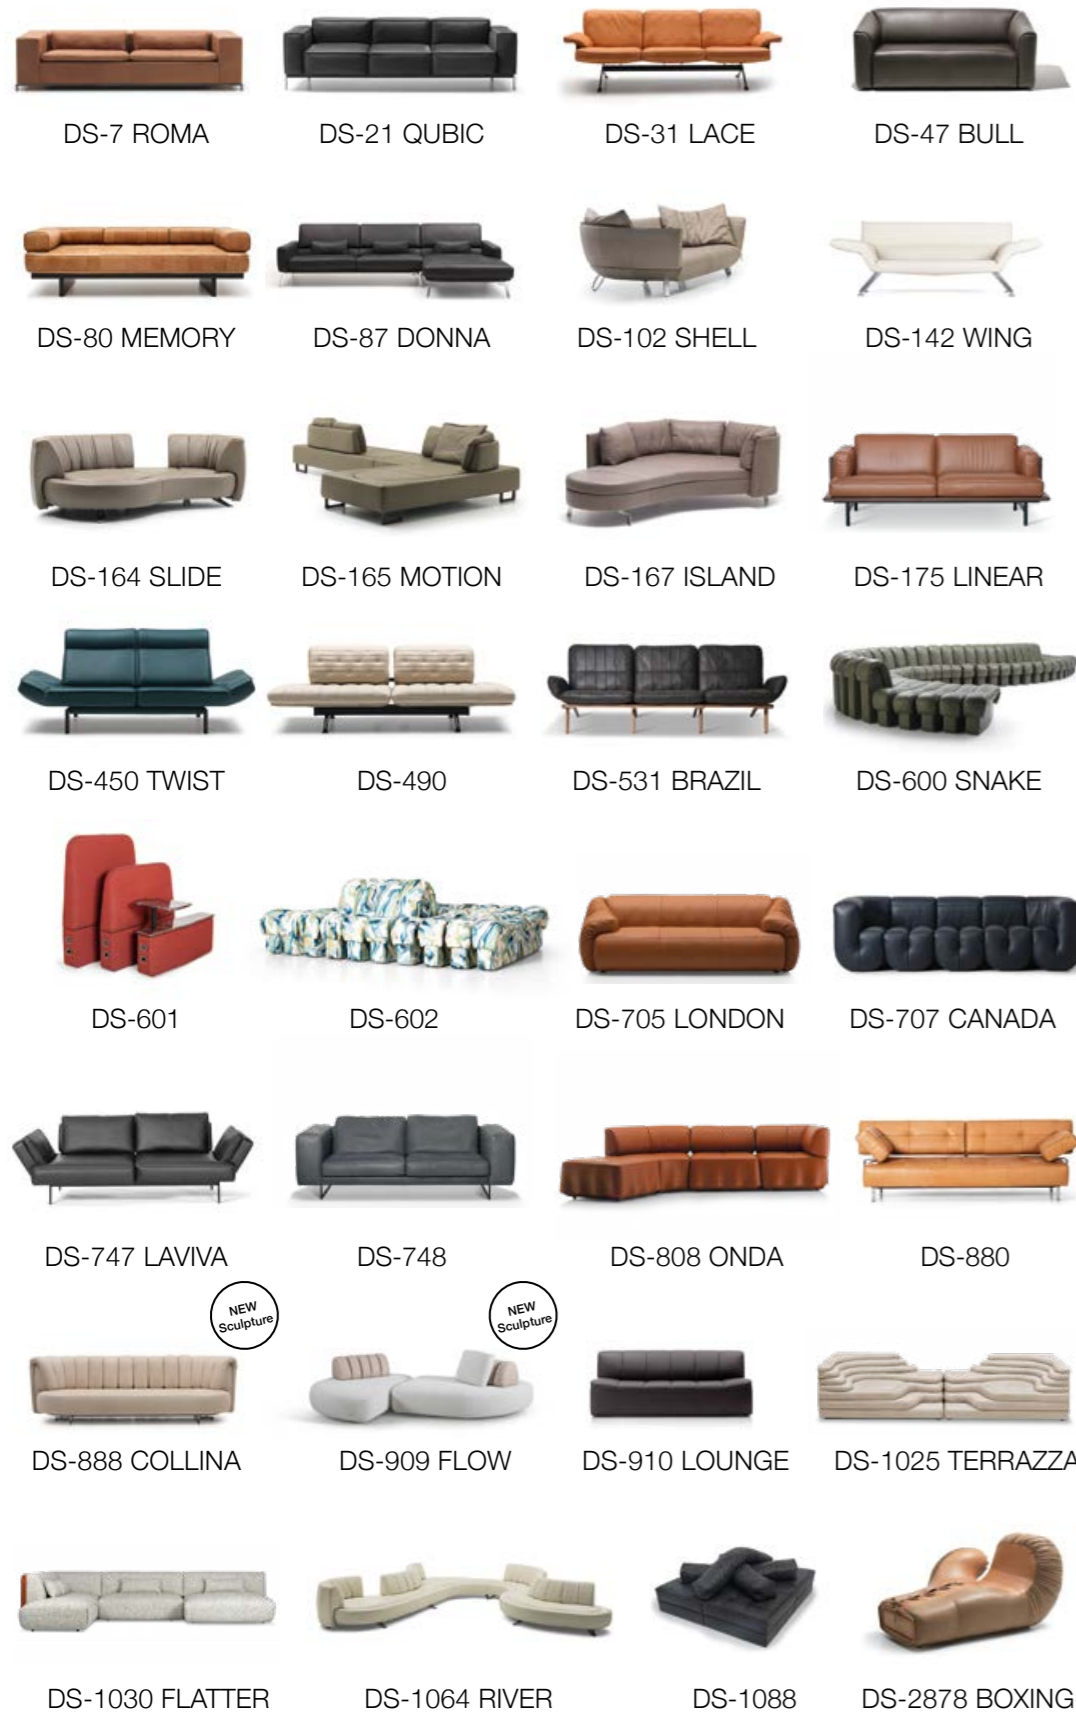 DS-7 ROMA
DS-21 QUBIC
DS-31 LACE
DS-47 BULL
DS-80 MEMORY
DS-87 DONNA
DS-102 SHELL
DS-142 WING
DS-164 SLIDE
DS-165 MOTION
DS-167 ISLAND
DS-175 LINEAR
DS-450 TWIST
DS-490
DS-531 BRAZIL
DS-600 SNAKE
DS-601
DS-602
DS-705 LONDON
DS-707 CANADA
DS-747 LAVIVA
DS-748
DS-808 ONDA
DS-880
NEW
Sculpture
NEW
Sculpture
DS-888 COLLINA
DS-909 FLOW
DS-910 LOUNGE
DS-1025 TERRAZZA
DS-1030 FLATTER
DS-1064 RIVER
DS-1088
DS-2878 BOXING